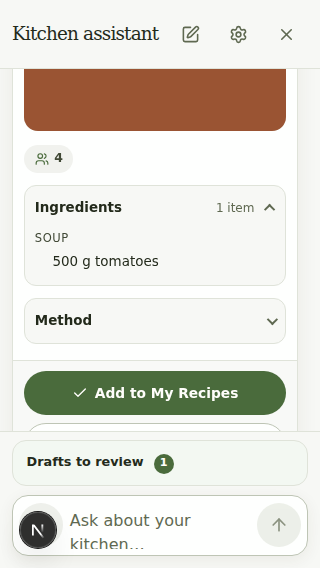 Kitchen assistant
4
Ingredients 1 item
SOUP
500 g tomatoes
Method
Add to My Recipes
Drafts to review 1
N
Ask about your
kitchen...